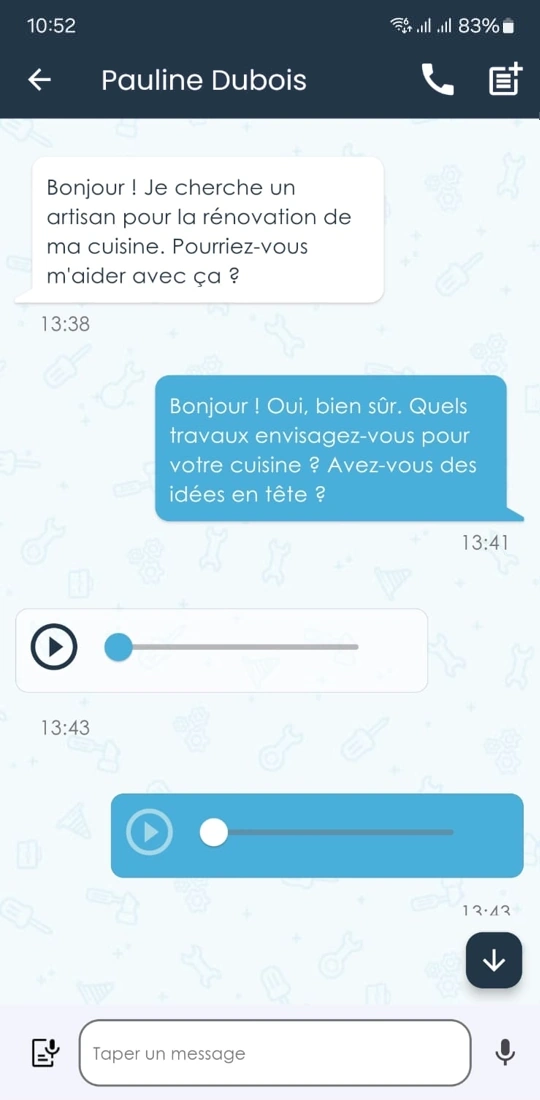 10:52
83%
Pauline Dubois
Bonjour ! Je cherche un
artisan pour la rénovation de
ma cuisine. Pourriez-vous
m'aider avec ça ?
13:38
Bonjour ! Oui, bien sûr. Quels
travaux envisagez-vous pour
votre cuisine ? Avez-vous des
idées en tête ?
13:41
13:43
13:43
Taper un message